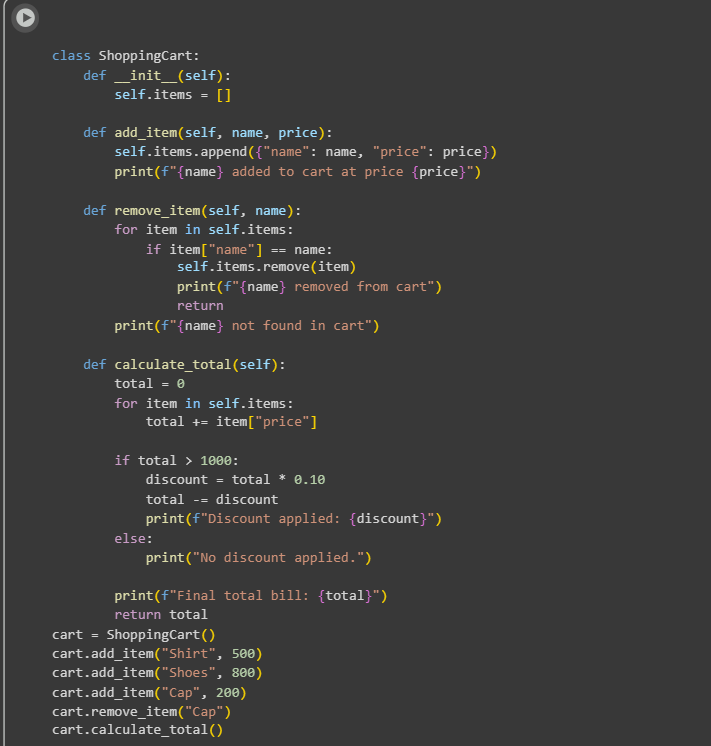 class ShoppingCart:
    def __init__(self):
        self.items = []

    def add_item(self, name, price):
        self.items.append({"name": name, "price": price})
        print(f"{name} added to cart at price {price}")

    def remove_item(self, name):
        for item in self.items:
            if item["name"] == name:
                self.items.remove(item)
                print(f"{name} removed from cart")
                return
        print(f"{name} not found in cart")

    def calculate_total(self):
        total = 0
        for item in self.items:
            total += item["price"]

        if total > 1000:
            discount = total * 0.10
            total -= discount
            print(f"Discount applied: {discount}")
        else:
            print("No discount applied.")

        print(f"Final total bill: {total}")
        return total
cart = ShoppingCart()
cart.add_item("Shirt", 500)
cart.add_item("Shoes", 800)
cart.add_item("Cap", 200)
cart.remove_item("Cap")
cart.calculate_total()